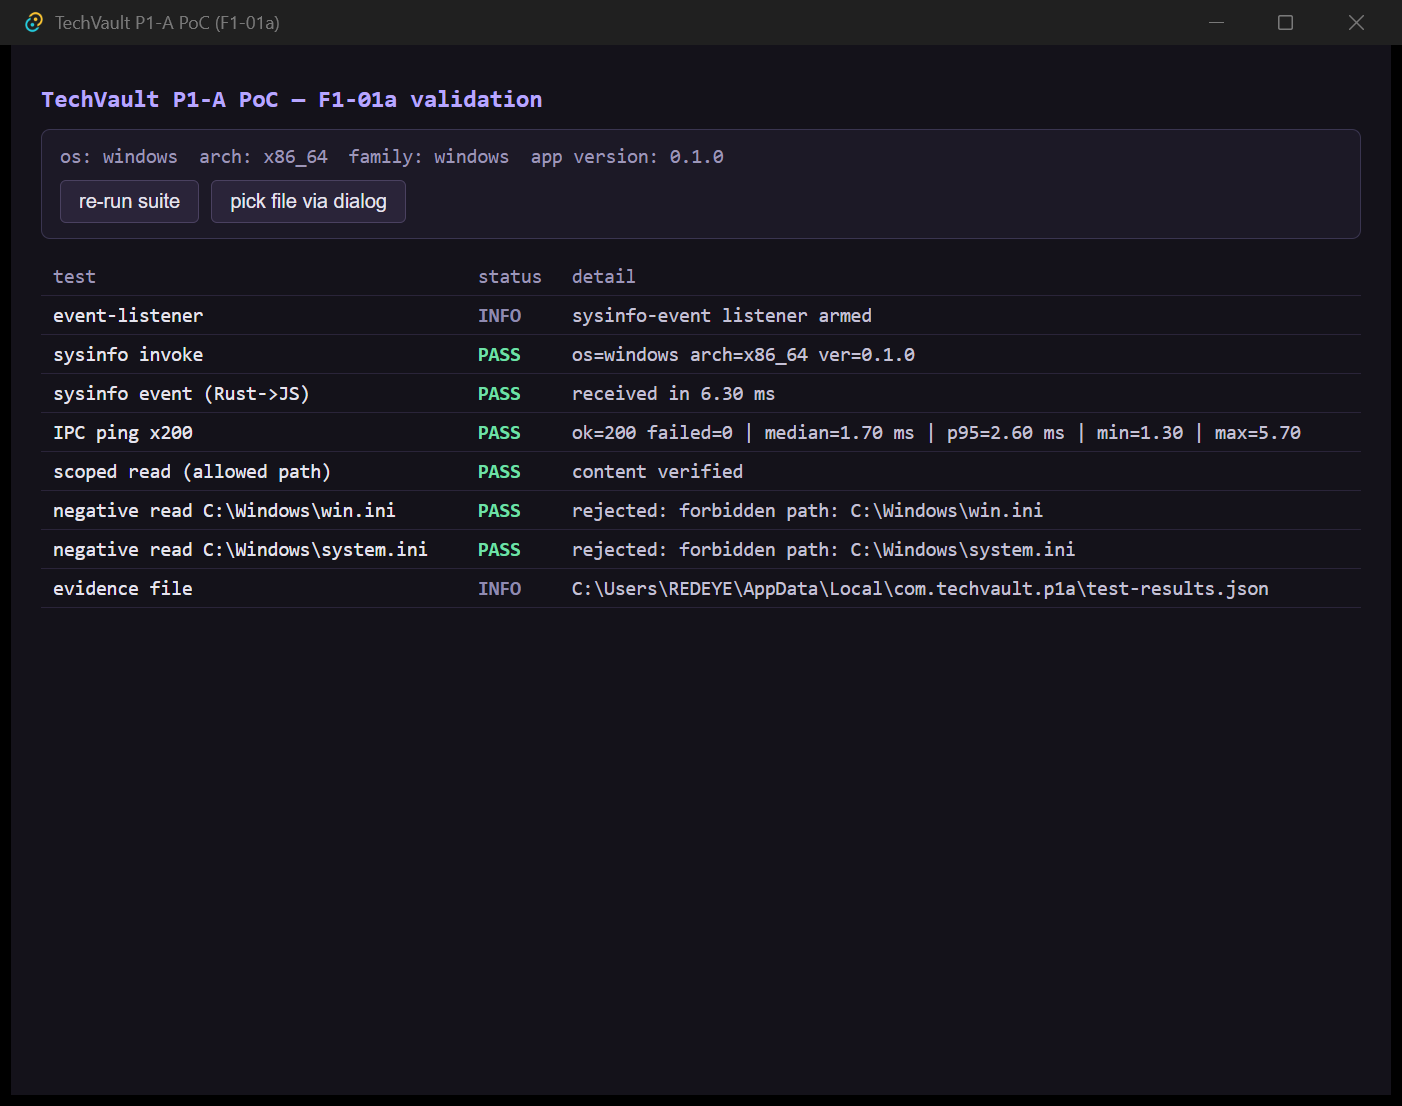 TechVault P1-A PoC (F1-01a)
TechVault P1-A PoC — F1-01a validation
os: windows  arch: x86_64  family: windows  app version: 0.1.0
re-run suite  pick file via dialog
test  status  detail
event-listener  INFO  sysinfo-event listener armed
sysinfo invoke  PASS  os=windows arch=x86_64 ver=0.1.0
sysinfo event (Rust->JS)  PASS  received in 6.30 ms
IPC ping x200  PASS  ok=200 failed=0 | median=1.70 ms | p95=2.60 ms | min=1.30 | max=5.70
scoped read (allowed path)  PASS  content verified
negative read C:\Windows\win.ini  PASS  rejected: forbidden path: C:\Windows\win.ini
negative read C:\Windows\system.ini  PASS  rejected: forbidden path: C:\Windows\system.ini
evidence file  INFO  C:\Users\REDEYE\AppData\Local\com.techvault.p1a\test-results.json